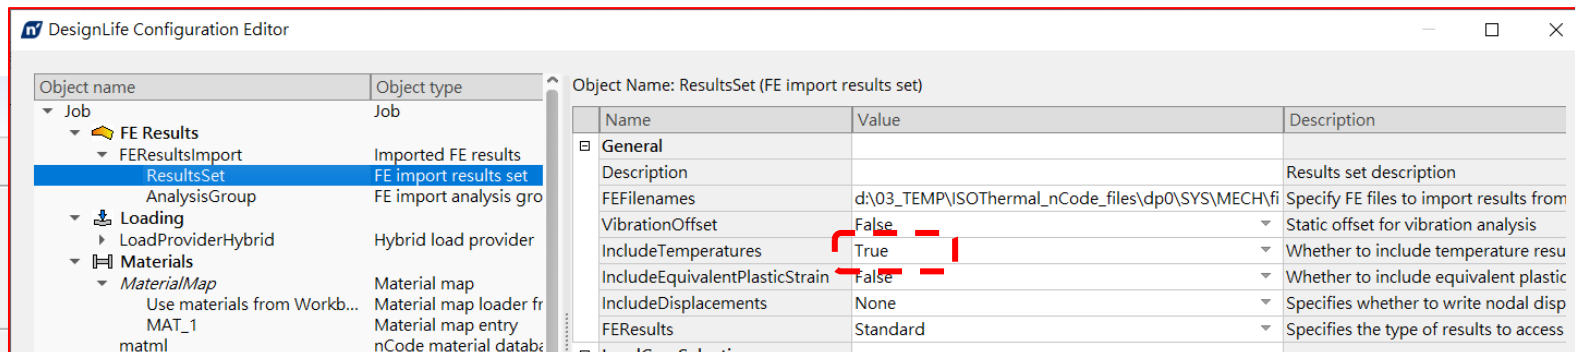 DesignLife Configuration Editor
Object name Object type
Job Job
FE Results
FEResultsImport Imported FE results
ResultsSet FE import results set
AnalysisGroup FE import analysis gro
Loading
LoadProviderHybrid Hybrid load provider
Materials
MaterialMap Material map
Use materials from Workb... Material map loader fr
MAT_1 Material map entry
matml nCode material databa
Object Name: ResultsSet (FE import results set)
Name Value Description
General
Description Results set description
FEFilenames d:\03_TEMP\ISOThermal_nCode_files\dp0\SYS\MECH\fi Specify FE files to import results from
VibrationOffset False Static offset for vibration analysis
IncludeTemperatures True Whether to include temperature resu
IncludeEquivalentPlasticStrain False Whether to include equivalent plastic
IncludeDisplacements None Specifies whether to write nodal disp
FEResults Standard Specifies the type of results to access